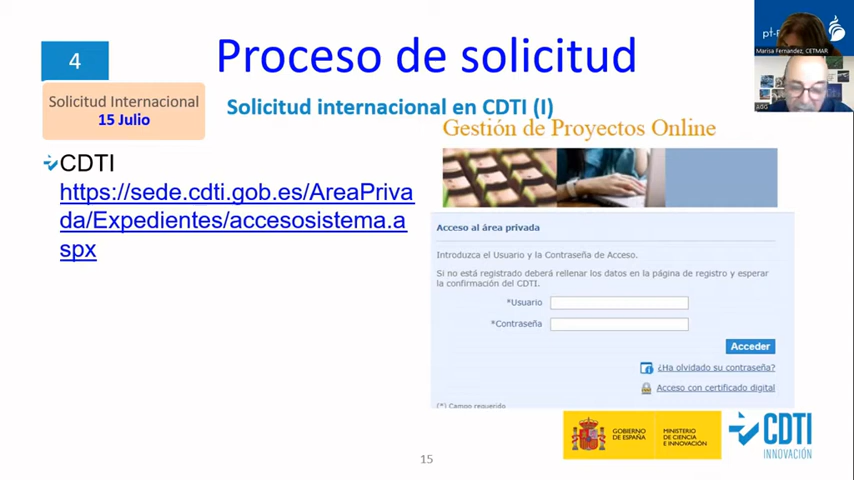 4
Proceso de solicitud
Solicitud Internacional
15 Julio
Solicitud internacional en CDTI (I)
CDTI
https://sede.cdti.gob.es/AreaPriva
da/Expedientes/accesosistema.a
spx
Gestión de Proyectos Online
Acceso al área privada
Introduzca el Usuario y la Contraseña de Acceso.
Si no está registrado deberá rellenar los datos en la página de registro y esperar
la confirmación del CDTI.
*Usuario
*Contraseña
Acceder
¿Ha olvidado su contraseña?
Acceso con certificado digital
(*) Campo requerido
GOBIERNO
DE ESPAÑA
MINISTERIO
DE CIENCIA
E INNOVACIÓN
CDTI
INNOVACIÓN
15
Marisa Fernandez, CETMAR